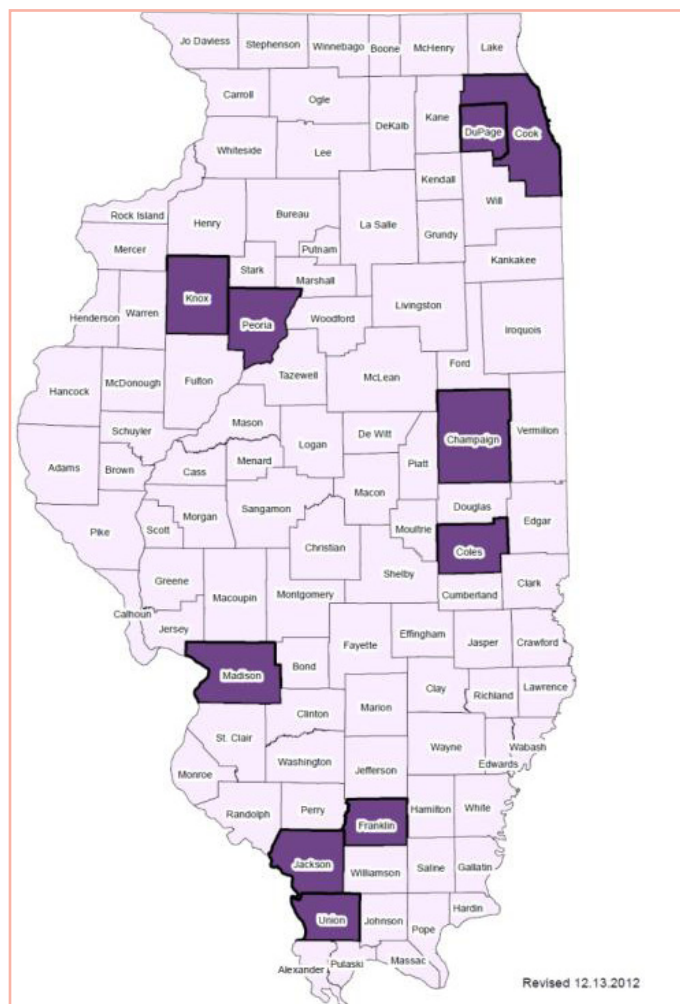 Jo Daviess
Stephenson
Winnebago
Boone
McHenry
Lake
Carroll
Ogle
DeKalb
Kane
DuPage
Cook
Whiteside
Lee
Kendall
Will
Rock Island
Henry
Bureau
La Salle
Grundy
Mercer
Putnam
Kankakee
Stark
Marshall
Knox
Peoria
Henderson
Warren
Woodford
Livingston
Iroquois
Ford
Hancock
McDonough
Fulton
Tazewell
McLean
Schuyler
Mason
Logan
De Witt
Champaign
Vermilion
Adams
Brown
Cass
Menard
Piatt
Macon
Pike
Scott
Morgan
Sangamon
Christian
Moultrie
Douglas
Edgar
Coles
Shelby
Greene
Macoupin
Montgomery
Cumberland
Clark
Calhoun
Jersey
Fayette
Effingham
Jasper
Crawford
Madison
Bond
Clay
Richland
Lawrence
Clinton
Marion
St. Clair
Washington
Wayne
Wabash
Edwards
Monroe
Jefferson
Randolph
Perry
Franklin
Hamilton
White
Jackson
Williamson
Saline
Gallatin
Union
Johnson
Pope
Hardin
Alexander
Pulaski
Massac
Revised 12.13.2012